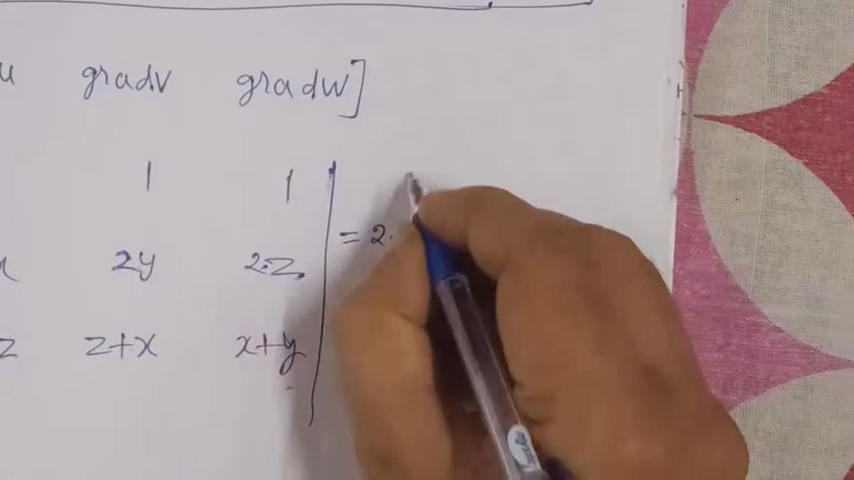 u gradv gradw]
1 1
x 2y 2z = 2.
z z+x x+y